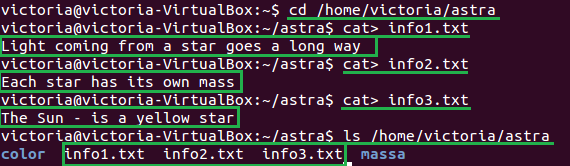 victoria@victoria-VirtualBox:~$ cd /home/victoria/astra
victoria@victoria-VirtualBox:~/astra$ cat> info1.txt
Light coming from a star goes a long way
victoria@victoria-VirtualBox:~/astra$ cat> info2.txt
Each star has its own mass
victoria@victoria-VirtualBox:~/astra$ cat> info3.txt
The Sun - is a yellow star
victoria@victoria-VirtualBox:~/astra$ ls /home/victoria/astra
color  info1.txt  info2.txt  info3.txt  massa